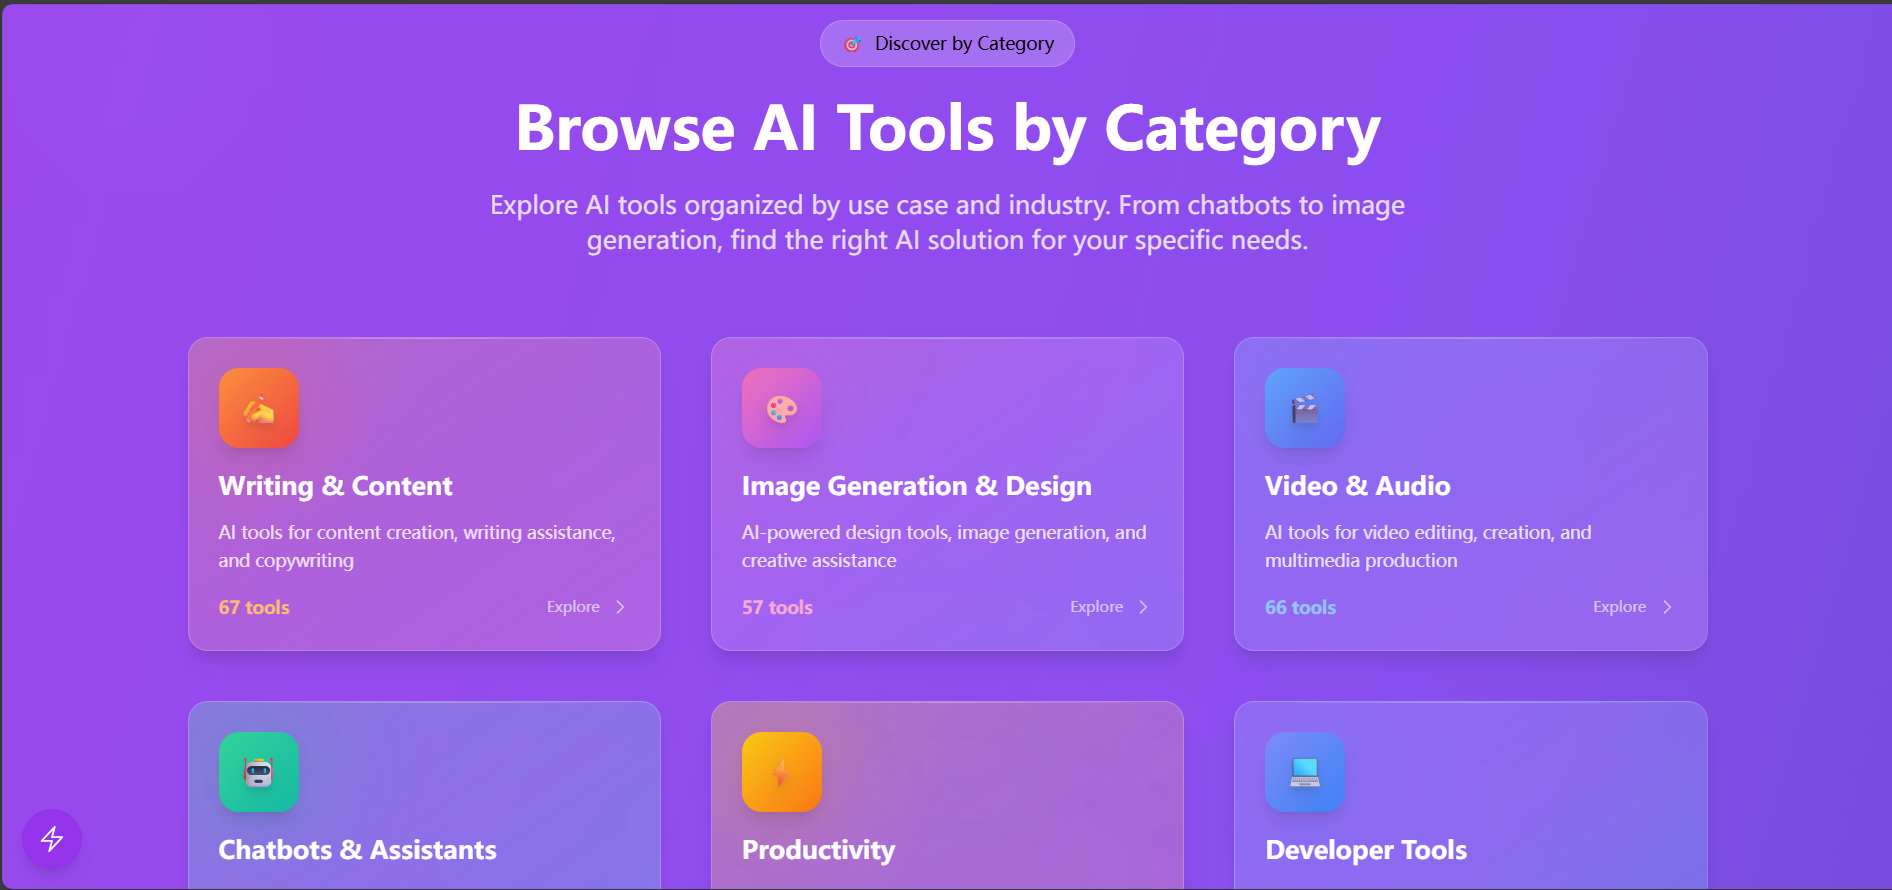 Discover by Category
Browse AI Tools by Category
Explore AI tools organized by use case and industry. From chatbots to image
generation, find the right AI solution for your specific needs.
Writing & Content
AI tools for content creation, writing assistance,
and copywriting
67 tools
Explore
Image Generation & Design
AI-powered design tools, image generation, and
creative assistance
57 tools
Explore
Video & Audio
AI tools for video editing, creation, and
multimedia production
66 tools
Explore
Chatbots & Assistants
Productivity
Developer Tools